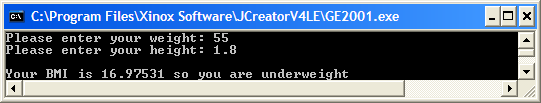 C:\Program Files\Xinox Software\JCreatorV4LE\GE2001.exe
Please enter your weight: 55
Please enter your height: 1.8
Your BMI is 16.97531 so you are underweight